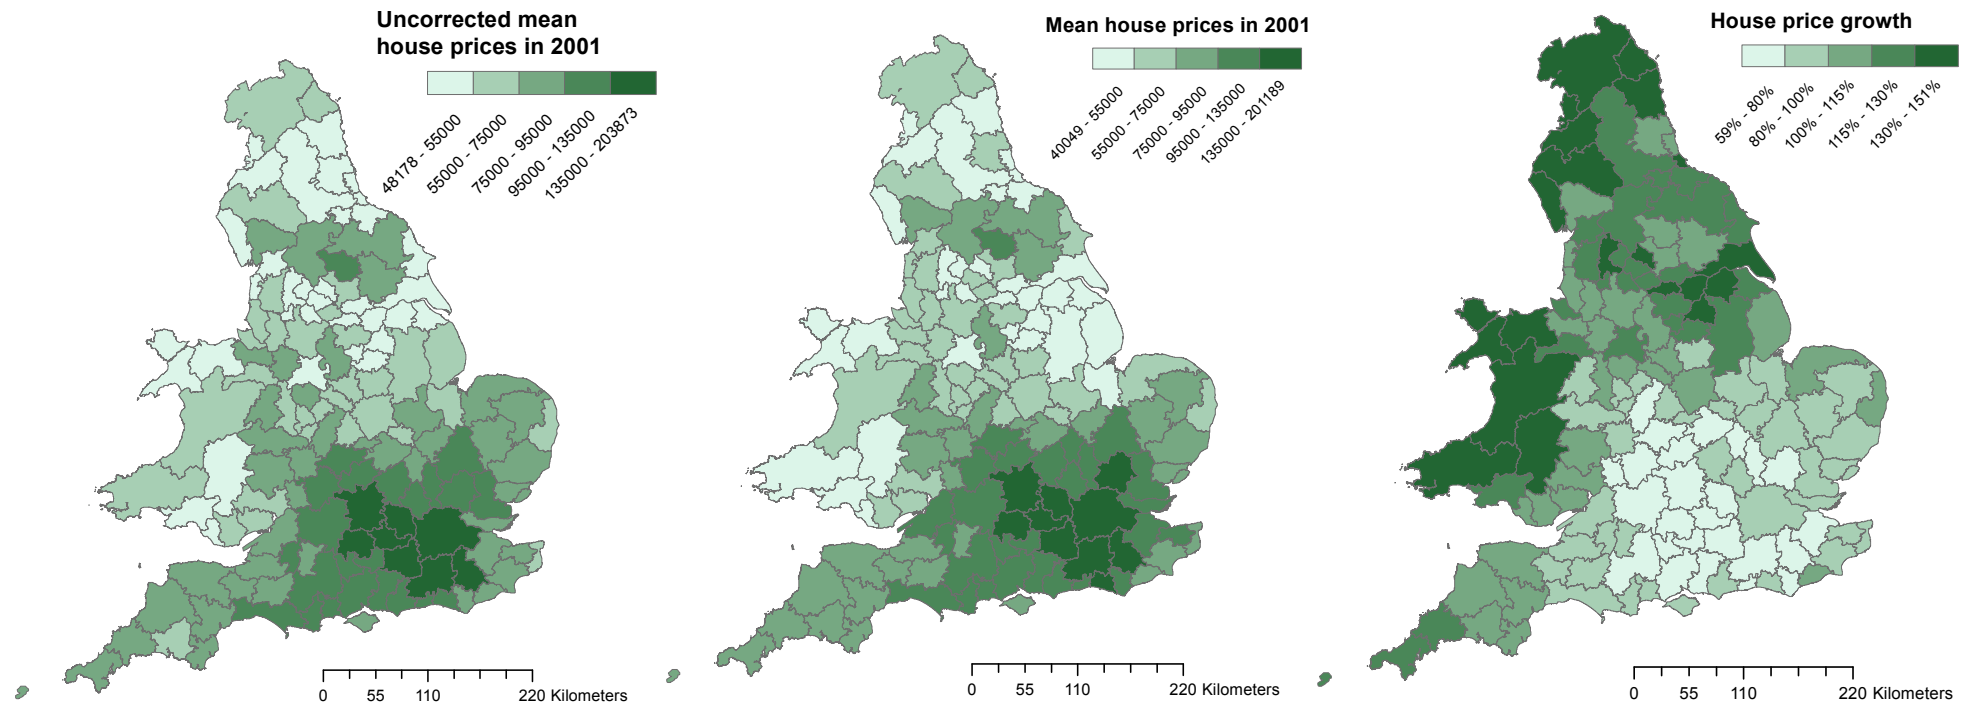 Uncorrected mean
house prices in 2001
48178 - 55000
55000 - 75000
75000 - 95000
95000 - 135000
135000 - 203873
0 55 110 220 Kilometers
Mean house prices in 2001
40049 - 55000
55000 - 75000
75000 - 95000
95000 - 135000
135000 - 201189
0 55 110 220 Kilometers
House price growth
59% - 80%
80% - 100%
100% - 115%
115% - 130%
130% - 151%
0 55 110 220 Kilometers